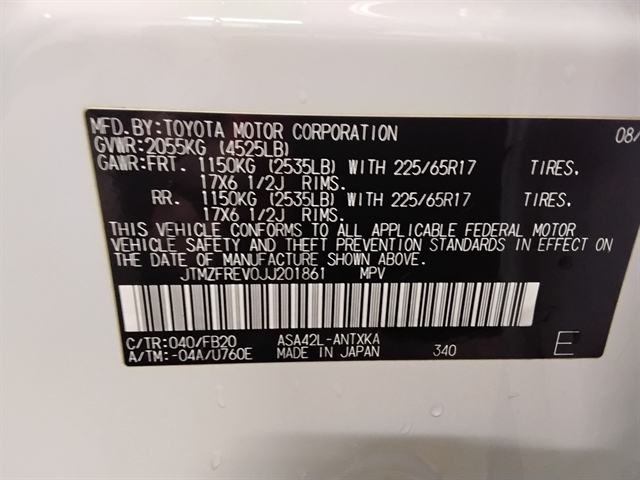 MFD.BY:TOYOTA MOTOR CORPORATION 08/
GVWR:2055KG (4525LB)
GAWR:FRT. 1150KG (2535LB) WITH 225/65R17 TIRES,
17X6 1/2J RIMS.
RR. 1150KG (2535LB) WITH 225/65R17 TIRES,
17X6 1/2J RIMS.
THIS VEHICLE CONFORMS TO ALL APPLICABLE FEDERAL MOTOR
VEHICLE SAFETY AND THEFT PREVENTION STANDARDS IN EFFECT ON
THE DATE OF MANUFACTURE SHOWN ABOVE.
JTMZFREV0JJ201861 MPV
C/TR:040/FB20 ASA42L-ANTXKA
A/TM:-04A/U760E MADE IN JAPAN 340 E